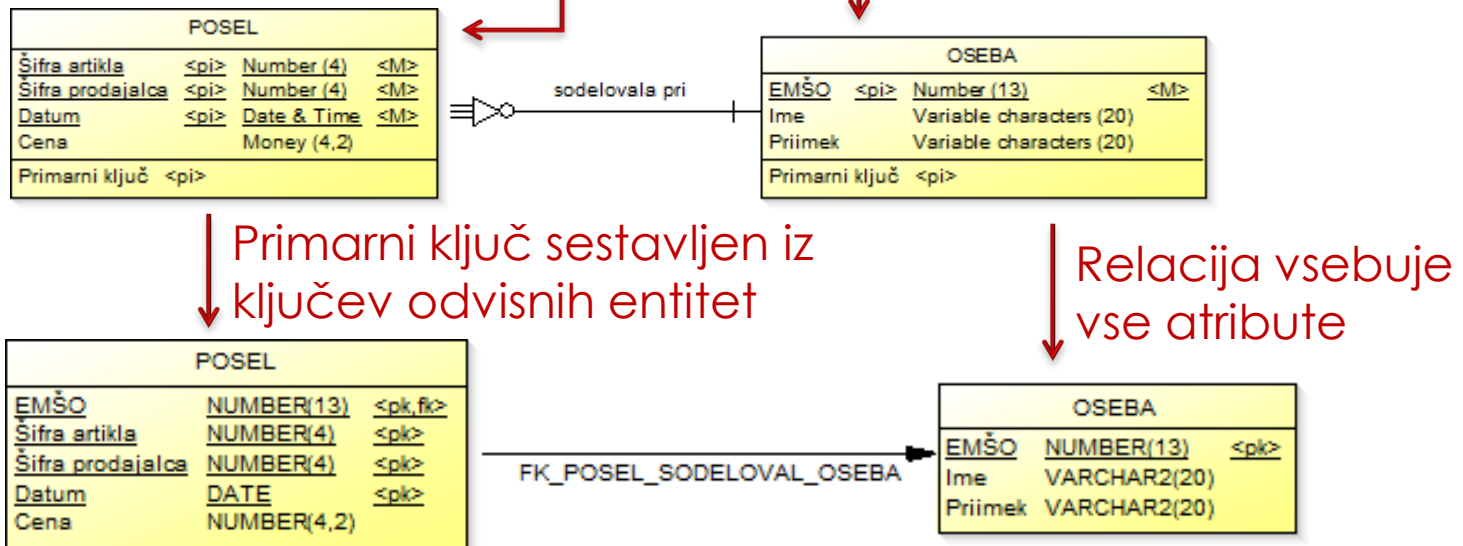 POSEL
Šifra artikla <pi> Number (4) <M>
Šifra prodajalca <pi> Number (4) <M>
Datum <pi> Date & Time <M>
Cena Money (4,2)
Primarni ključ <pi>
sodelovala pri
OSEBA
EMŠO <pi> Number (13) <M>
Ime Variable characters (20)
Priimek Variable characters (20)
Primarni ključ <pi>
Primarni ključ sestavljen iz
ključev odvisnih entitet
Relacija vsebuje
vse atribute
POSEL
EMŠO NUMBER(13) <pk,fk>
Šifra artikla NUMBER(4) <pk>
Šifra prodajalca NUMBER(4) <pk>
Datum DATE <pk>
Cena NUMBER(4,2)
FK_POSEL_SODELOVAL_OSEBA
OSEBA
EMŠO NUMBER(13) <pk>
Ime VARCHAR2(20)
Priimek VARCHAR2(20)